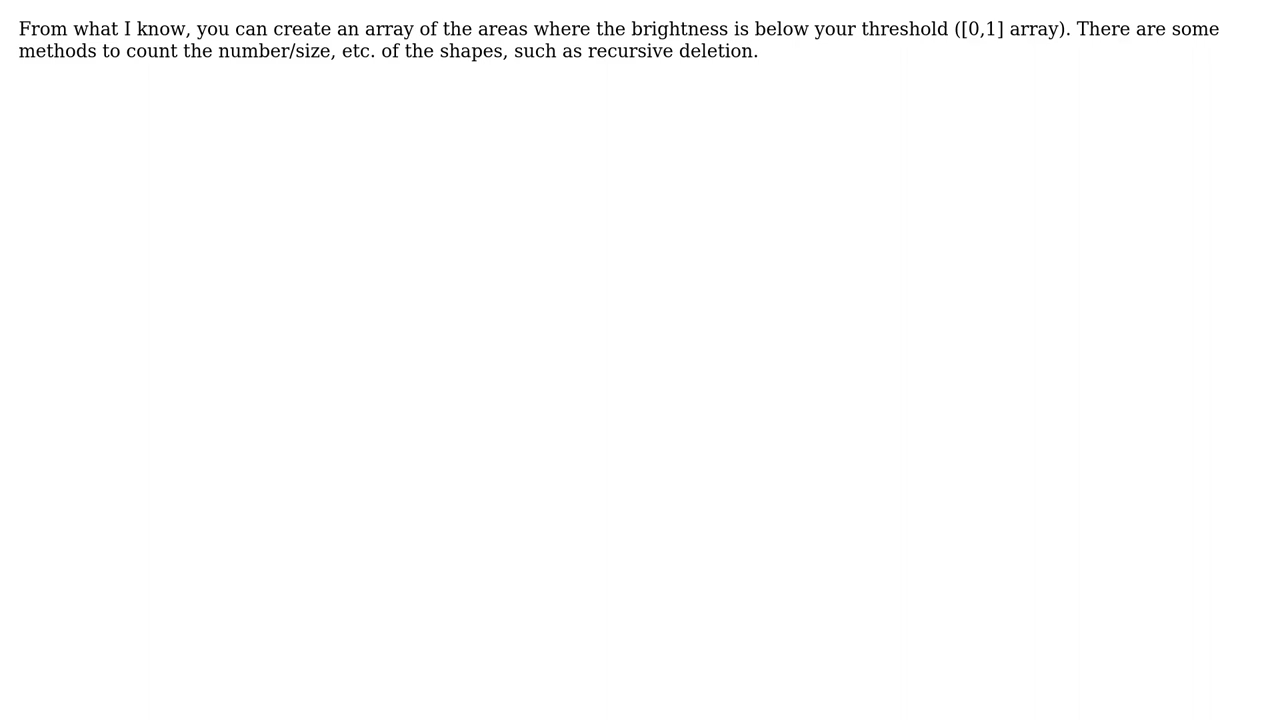 From what I know, you can create an array of the areas where the brightness is below your threshold ([0,1] array). There are some
methods to count the number/size, etc. of the shapes, such as recursive deletion.